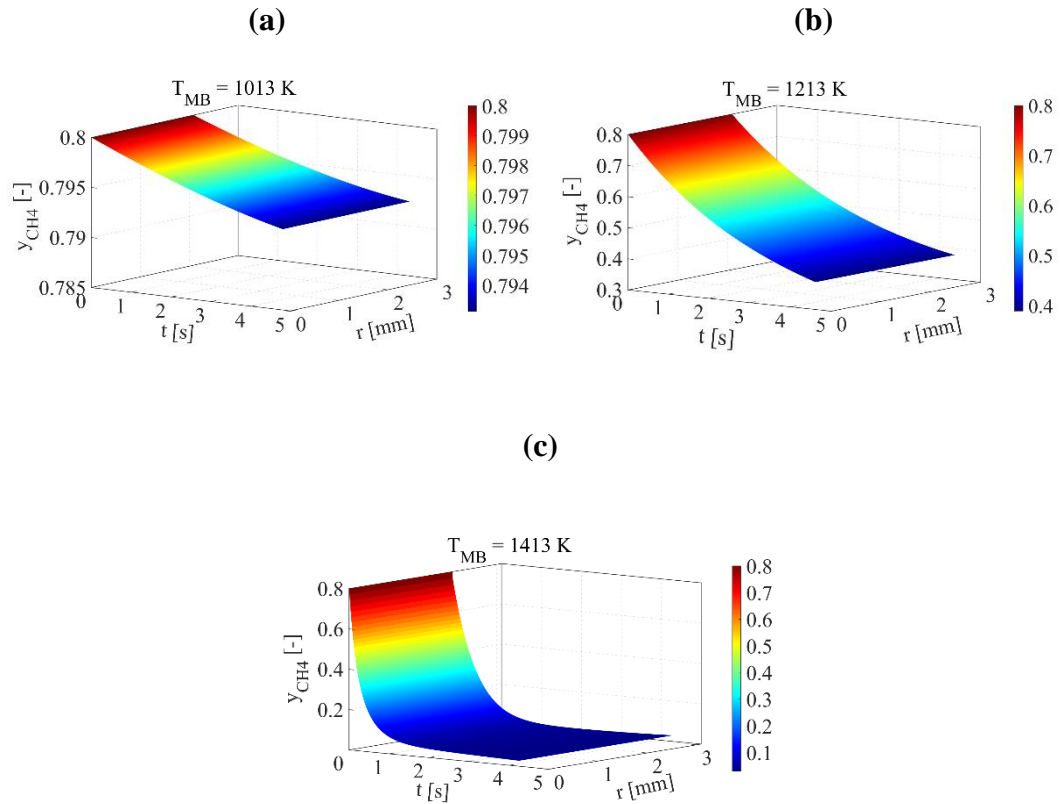 (a)
T_MB = 1013 K
0.8
0.795
0.79
0.785
y_CH4 [-]
0 1 2 3 4 5
t [s]
0 1 2 3
r [mm]
0.8
0.799
0.798
0.797
0.796
0.795
0.794
(b)
T_MB = 1213 K
0.8
0.7
0.6
0.5
0.4
0.3
y_CH4 [-]
0 1 2 3 4 5
t [s]
0 1 2 3
r [mm]
0.8
0.7
0.6
0.5
0.4
(c)
T_MB = 1413 K
0.8
0.6
0.4
0.2
y_CH4 [-]
0 1 2 3 4 5
t [s]
0 1 2 3
r [mm]
0.8
0.7
0.6
0.5
0.4
0.3
0.2
0.1